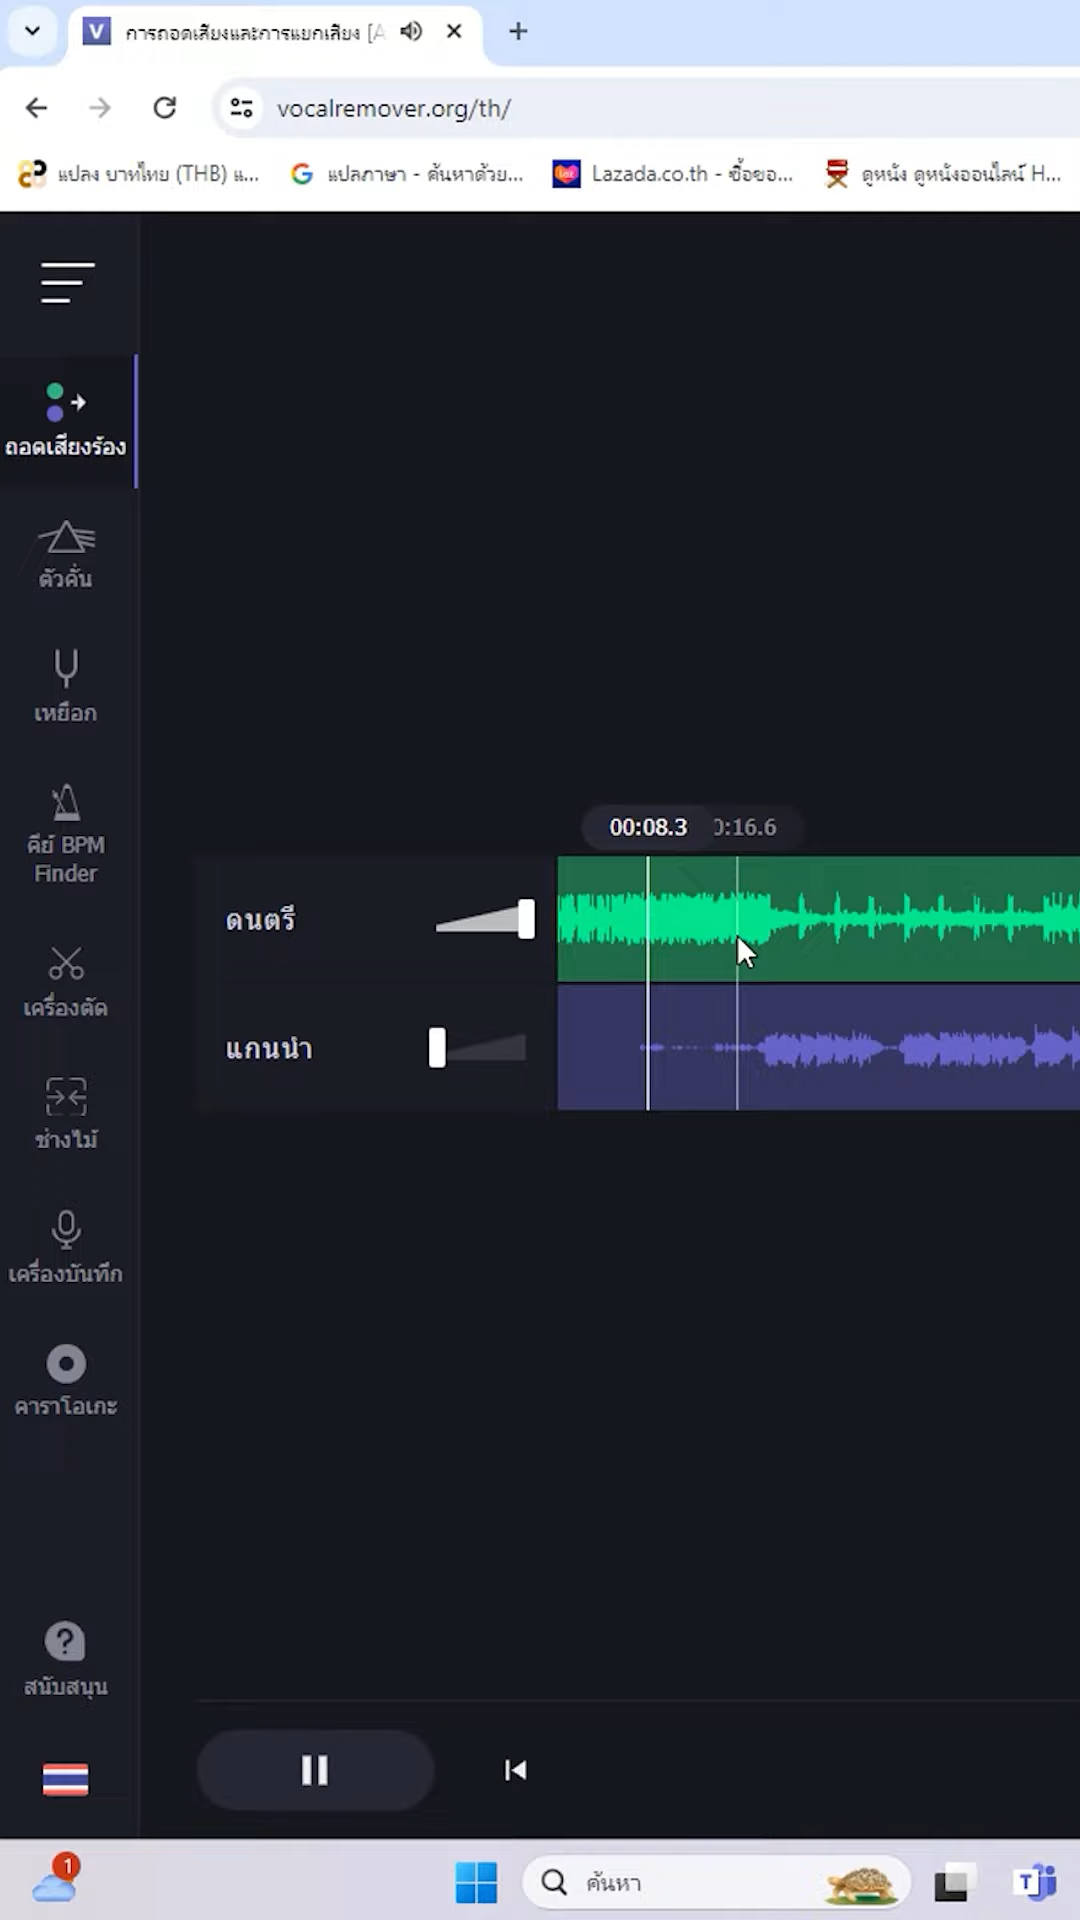 V การถอดเสียงและการแยกเสียง [A
vocalremover.org/th/
แปลง บาทไทย (THB) แ...
แปลภาษา - ค้นหาด้วย...
Lazada.co.th - ซื้อขอ...
ดูหนัง ดูหนังออนไลน์ H...
ถอดเสียงร้อง
ตัวคั่น
เหยือก
คีย์ BPM
Finder
เครื่องตัด
ช่างไม้
เครื่องบันทึก
คาราโอเกะ
สนับสนุน
00:08.3 0:16.6
ดนตรี
แกนนำ
1
ค้นหา
T